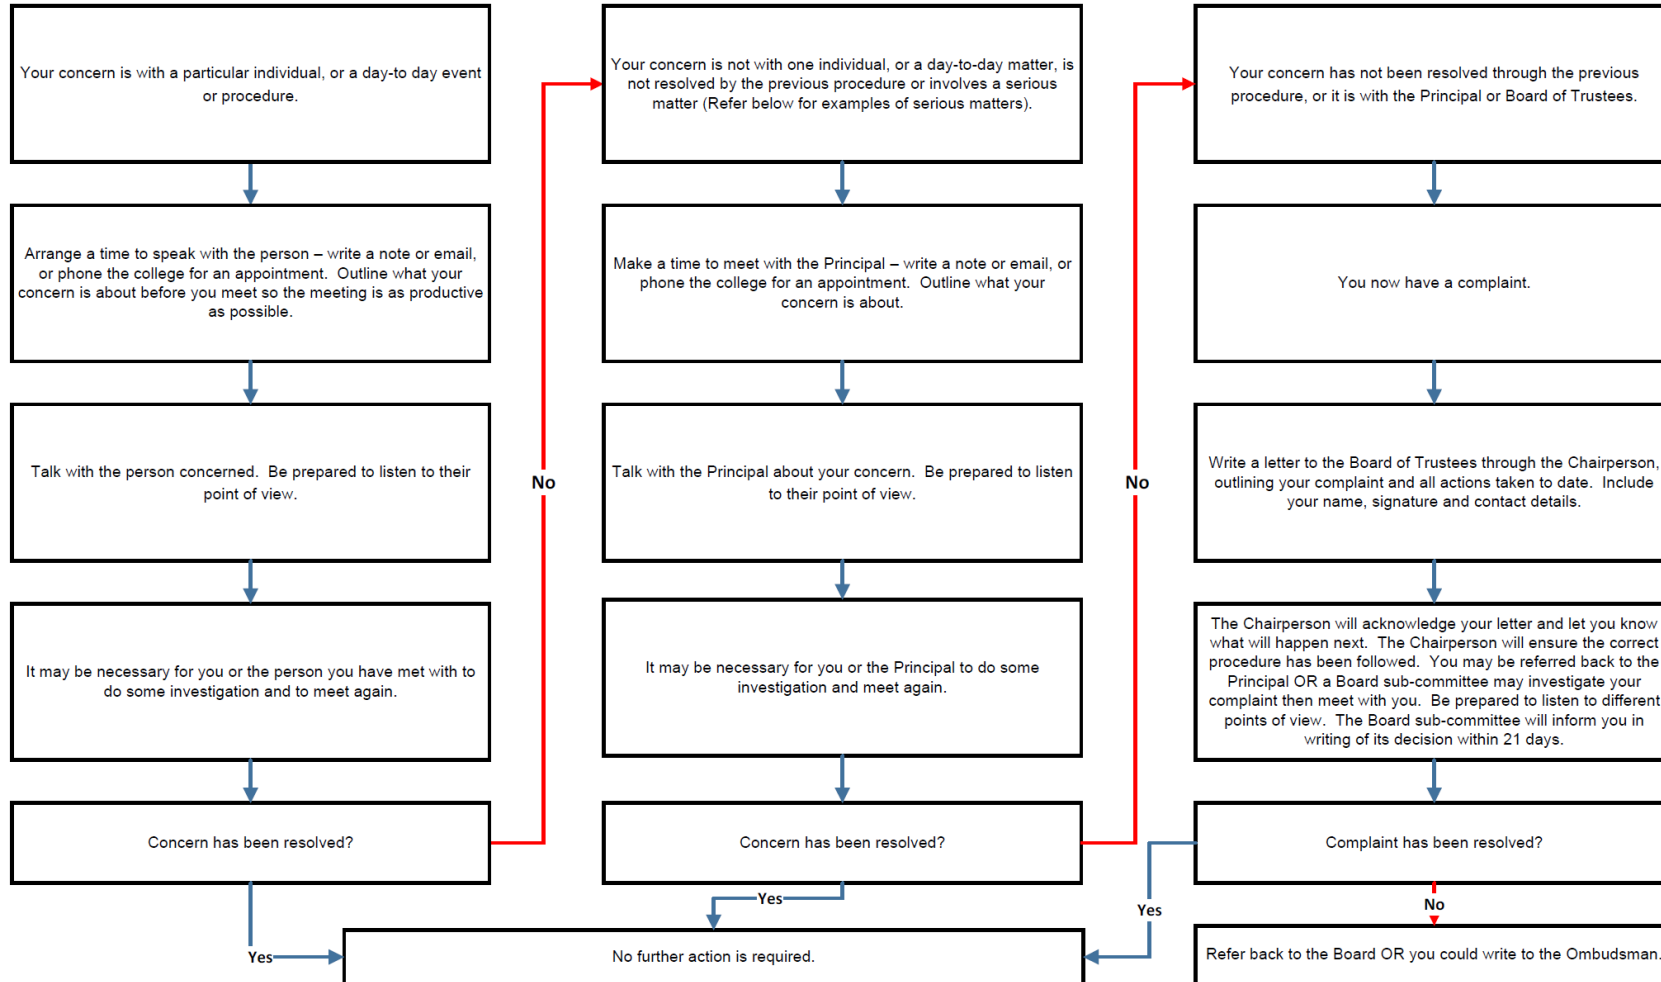 Your concern is with a particular individual, or a day-to day event
or procedure.
Arrange a time to speak with the person – write a note or email,
or phone the college for an appointment. Outline what your
concern is about before you meet so the meeting is as productive
as possible.
Talk with the person concerned. Be prepared to listen to their
point of view.
It may be necessary for you or the person you have met with to
do some investigation and to meet again.
Concern has been resolved?
Yes
No
Your concern is not with one individual, or a day-to-day matter, is
not resolved by the previous procedure or involves a serious
matter (Refer below for examples of serious matters).
Make a time to meet with the Principal – write a note or email, or
phone the college for an appointment. Outline what your
concern is about.
Talk with the Principal about your concern. Be prepared to listen
to their point of view.
It may be necessary for you or the Principal to do some
investigation and meet again.
Concern has been resolved?
Yes
No
Your concern has not been resolved through the previous
procedure, or it is with the Principal or Board of Trustees.
You now have a complaint.
Write a letter to the Board of Trustees through the Chairperson,
outlining your complaint and all actions taken to date. Include
your name, signature and contact details.
The Chairperson will acknowledge your letter and let you know
what will happen next. The Chairperson will ensure the correct
procedure has been followed. You may be referred back to the
Principal OR a Board sub-committee may investigate your
complaint then meet with you. Be prepared to listen to different
points of view. The Board sub-committee will inform you in
writing of its decision within 21 days.
Complaint has been resolved?
Yes
No
No further action is required.
Refer back to the Board OR you could write to the Ombudsman.